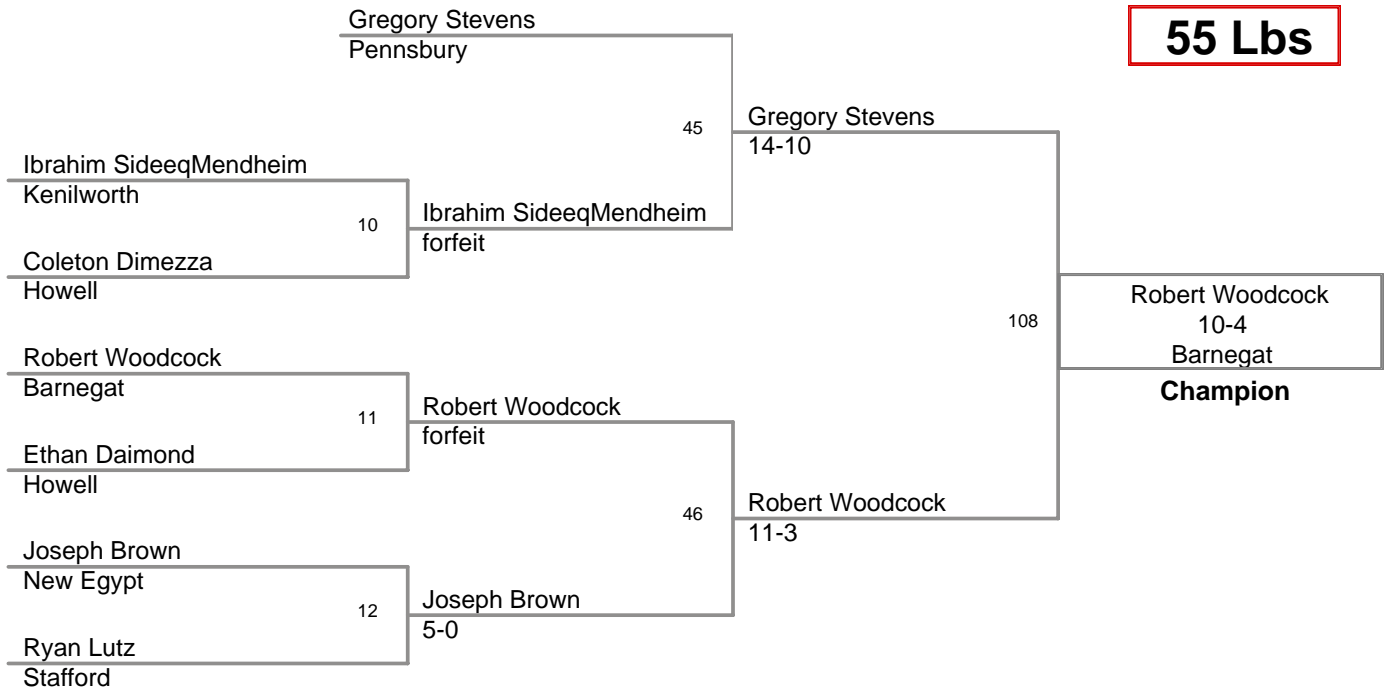 Gregory Stevens
Pennsbury
55 Lbs
45
Gregory Stevens
14-10
Ibrahim SideeqMendheim
Kenilworth
10
Ibrahim SideeqMendheim
forfeit
Coleton Dimezza
Howell
108
Robert Woodcock
10-4
Barnegat
Champion
Robert Woodcock
Barnegat
11
Robert Woodcock
forfeit
Ethan Daimond
Howell
46
Robert Woodcock
11-3
Joseph Brown
New Egypt
12
Joseph Brown
5-0
Ryan Lutz
Stafford